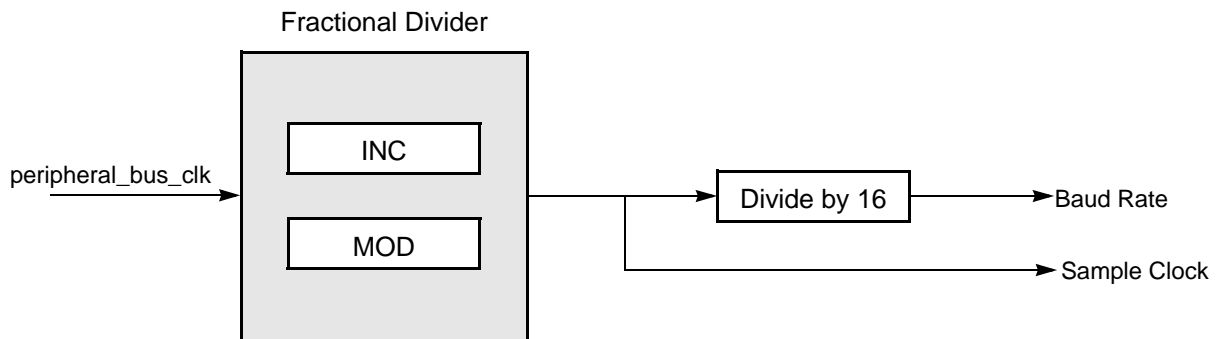 Fractional Divider
INC
peripheral_bus_clk
Divide by 16
Baud Rate
MOD
Sample Clock